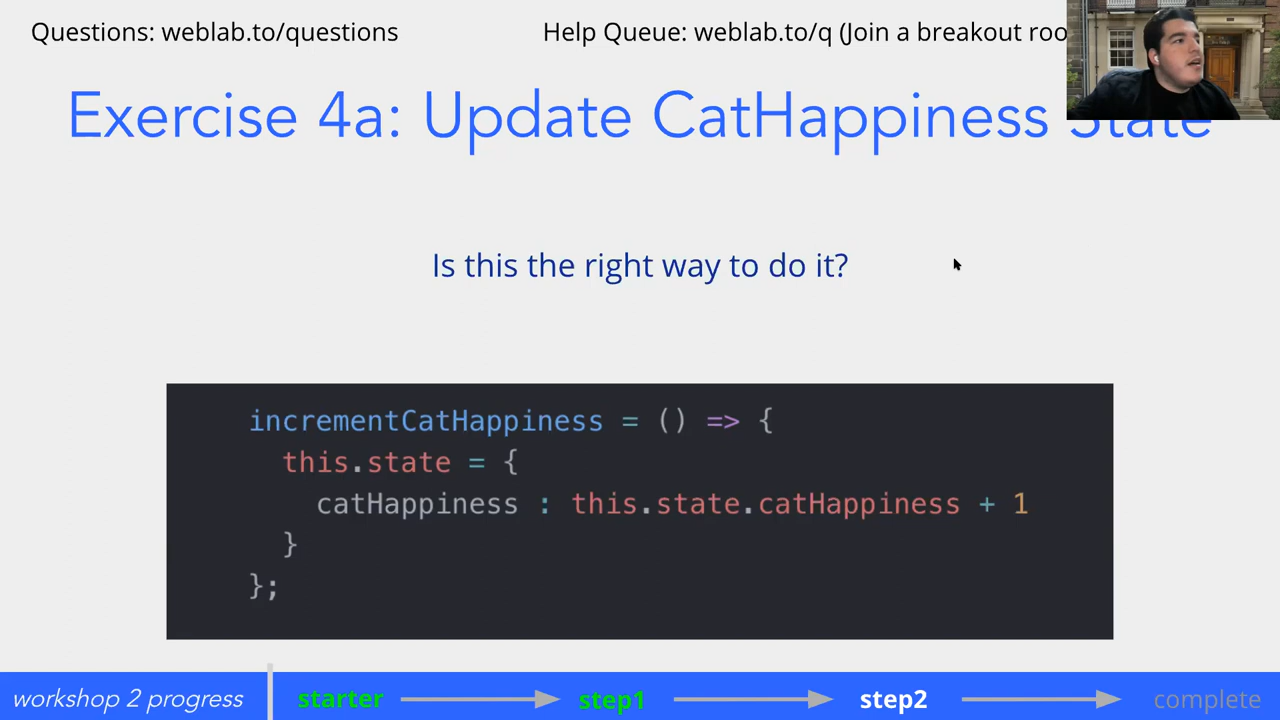 Questions: weblab.to/questions
Help Queue: weblab.to/q (Join a breakout roo
Exercise 4a: Update CatHappiness State
Is this the right way to do it?
incrementCatHappiness = () => {
this.state = {
catHappiness : this.state.catHappiness + 1
}
};
workshop 2 progress
starter
step1
step2
complete